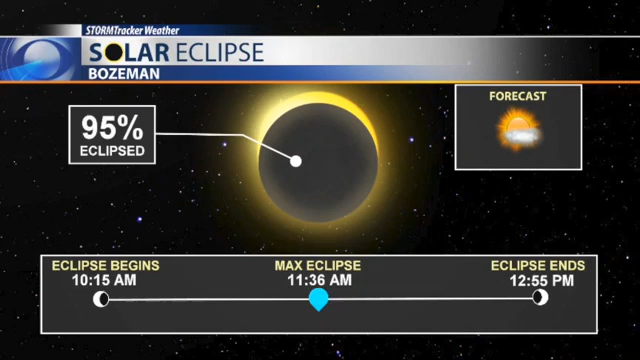 STORMTracker Weather
SOLAR ECLIPSE
BOZEMAN
95%
ECLIPSED
FORECAST
ECLIPSE BEGINS
10:15 AM
MAX ECLIPSE
11:36 AM
ECLIPSE ENDS
12:55 PM